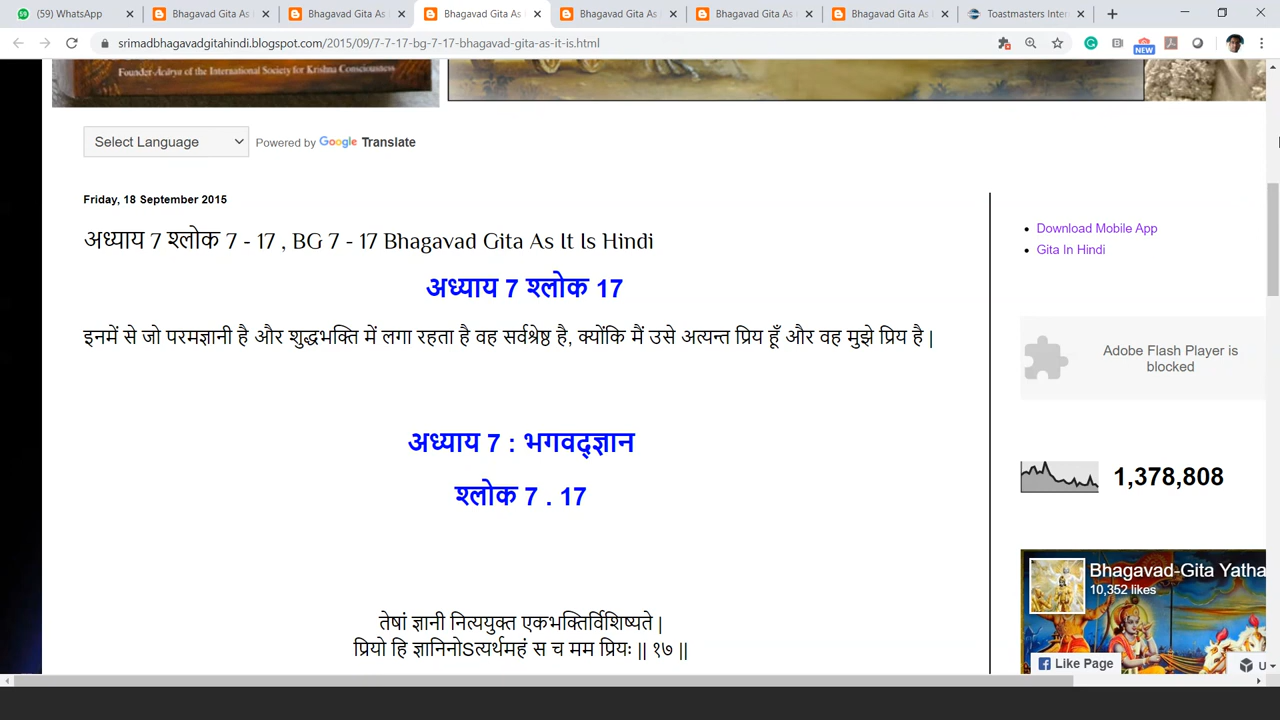 (59) WhatsApp
Bhagavad Gita As
Bhagavad Gita As
Bhagavad Gita As
Bhagavad Gita As
Bhagavad Gita As
Bhagavad Gita As
Toastmasters Inter
srimadbhagavadgitahindi.blogspot.com/2015/09/7-7-17-bg-7-17-bhagavad-gita-as-it-is.html
NEW
Founder-Ācārya of the International Society for Krishna Consciousness
Select Language
Powered by Google Translate
Friday, 18 September 2015
अध्याय 7 श्लोक 7 - 17 , BG 7 - 17 Bhagavad Gita As It Is Hindi
अध्याय 7 श्लोक 17
इनमें से जो परमज्ञानी है और शुद्धभक्ति में लगा रहता है वह सर्वश्रेष्ठ है, क्योंकि मैं उसे अत्यन्त प्रिय हूँ और वह मुझे प्रिय है |
अध्याय 7 : भगवद्ज्ञान
श्लोक 7 . 17
तेषां ज्ञानी नित्ययुक्त एकभक्तिर्विशिष्यते |
प्रियो हि ज्ञानिनोSत्यर्थमहं स च मम प्रियः || १७ ||
Download Mobile App
Gita In Hindi
Adobe Flash Player is
blocked
1,378,808
Bhagavad-Gita Yatha
10,352 likes
Like Page
U